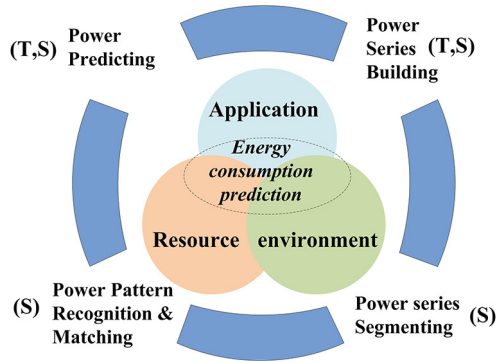 (T,S) Power
Predicting
Power
Series (T,S)
Building
Application
Energy
consumption
prediction
Resource environment
(S) Power Pattern
Recognition &
Matching
Power series
Segmenting (S)